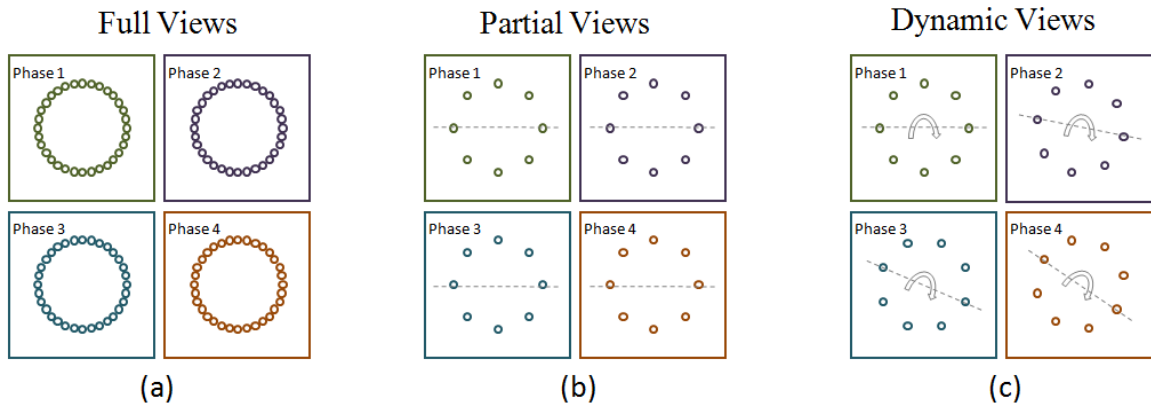 Full Views
Partial Views
Dynamic Views
Phase 1
Phase 2
Phase 1
Phase 2
Phase 1
Phase 2
Phase 3
Phase 4
Phase 3
Phase 4
Phase 3
Phase 4
(a)
(b)
(c)